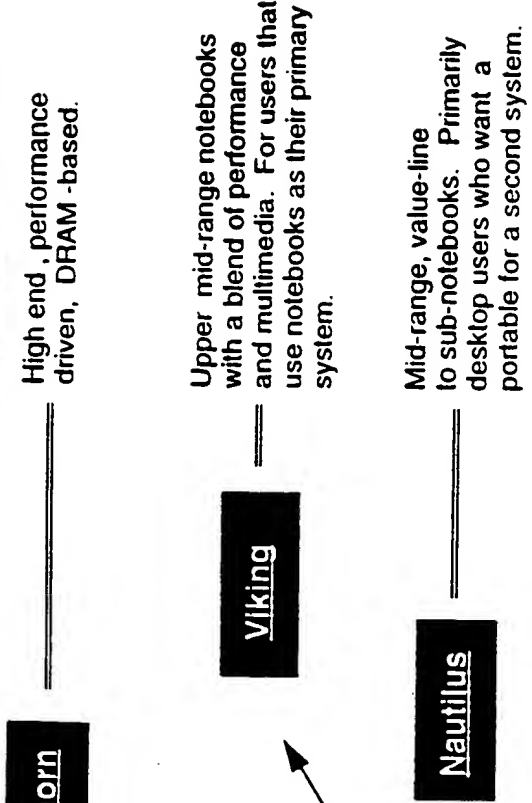 orn
High end , performance
driven, DRAM -based.
Viking
Upper mid-range notebooks
with a blend of performance
and multimedia. For users that
use notebooks as their primary
system.
Nautilus
Mid-range, value-line
to sub-notebooks. Primarily
desktop users who want a
portable for a second system.